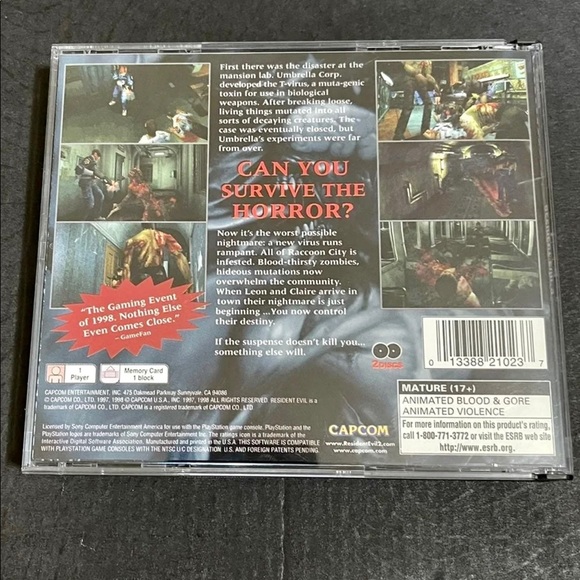 First there was the disaster at the
mansion lab. Umbrella Corp.
developed the T-virus, a muta-genic
toxin for use in biological
weapons. After breaking loose,
living things mutated into all
sorts of decaying creatures. The
case was eventually closed, but
Umbrella's experiments were far
from over.
CAN YOU
SURVIVE THE
HORROR?
Now it's the worst possible
nightmare: a new virus runs
rampant. All of Raccoon City is
infested. Blood-thirsty zombies,
hideous mutations now
overwhelm the community.
When Leon and Claire arrive in
town their nightmare is just
beginning ...You now control
their destiny.
If the suspense doesn't kill you...
something else will.
"The Gaming Event
of 1998. Nothing Else
Even Comes Close."
– GameFan
1
Player
Memory Card
1 block
2 DISCS
0 13388 21023 7
CAPCOM ENTERTAINMENT, INC. 475 Oakmead Parkway Sunnyvale, CA 94086
© CAPCOM CO., LTD. 1997, 1998 © CAPCOM U.S.A., INC. 1997, 1998 ALL RIGHTS RESERVED. RESIDENT EVIL is a
trademark of CAPCOM CO., LTD. CAPCOM is a registered trademark of CAPCOM CO., LTD
Licensed by Sony Computer Entertainment America for use with the PlayStation game console. PlayStation and the
PlayStation logos are trademarks of Sony Computer Entertainment Inc. The ratings icon is a trademark of the
Interactive Digital Software Association. Manufactured and printed in the U.S.A. THIS SOFTWARE IS COMPATIBLE
WITH PLAYSTATION GAME CONSOLES WITH THE NTSC U/C DESIGNATION. U.S. AND FOREIGN PATENTS PENDING.
CAPCOM
www.ResidentEvil2.com
www.capcom.com
MATURE (17+)
ANIMATED BLOOD & GORE
ANIMATED VIOLENCE
For more information on this product's rating,
call 1-800-771-3772 or visit the ESRB web site
http://www.esrb.org.